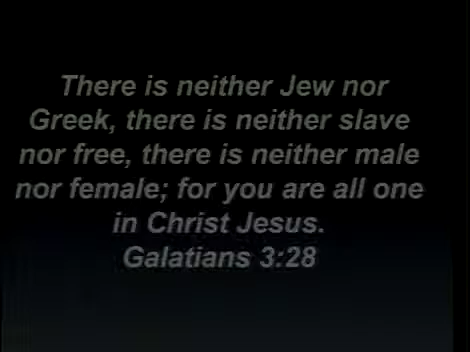 There is neither Jew nor
Greek, there is neither slave
nor free, there is neither male
nor female; for you are all one
in Christ Jesus.
Galatians 3:28